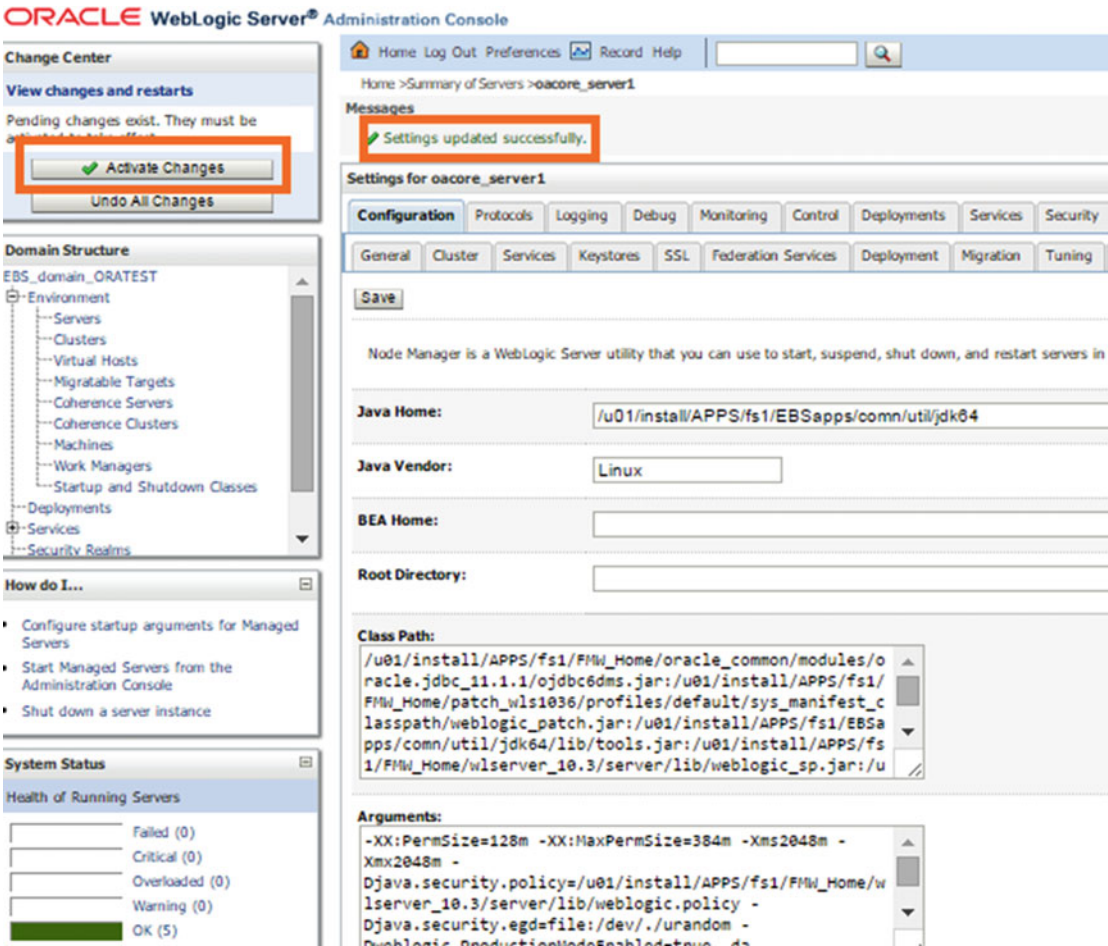 ORACLE WebLogic Server® Administration Console
Change Center
View changes and restarts
Pending changes exist. They must be
Activate Changes
Undo All Changes
Domain Structure
EBS_domain_ORATEST
Environment
Servers
Clusters
Virtual Hosts
Migratable Targets
Coherence Servers
Coherence Clusters
Machines
Work Managers
Startup and Shutdown Classes
Deployments
Services
Security Realms
How do I...
Configure startup arguments for Managed
Servers
Start Managed Servers from the
Administration Console
Shut down a server instance
System Status
Health of Running Servers
Failed (0)
Critical (0)
Overloaded (0)
Warning (0)
OK (5)
Home Log Out Preferences Record Help
Home >Summary of Servers >oacore_server1
Messages
Settings updated successfully.
Settings for oacore_server1
Configuration Protocols Logging Debug Monitoring Control Deployments Services Security
General Cluster Services Keystores SSL Federation Services Deployment Migration Tuning
Save
Node Manager is a WebLogic Server utility that you can use to start, suspend, shut down, and restart servers in
Java Home: /u01/install/APPS/fs1/EBSapps/comn/util/jdk64
Java Vendor: Linux
BEA Home:
Root Directory:
Class Path:
/u01/install/APPS/fs1/FMW_Home/oracle_common/modules/o
racle.jdbc_11.1.1/ojdbc6dms.jar:/u01/install/APPS/fs1/
FMW_Home/patch_wls1036/profiles/default/sys_manifest_c
lasspath/weblogic_patch.jar:/u01/install/APPS/fs1/EBSa
pps/comn/util/jdk64/lib/tools.jar:/u01/install/APPS/fs
1/FMW_Home/wlserver_10.3/server/lib/weblogic_sp.jar:/u
Arguments:
-XX:PermSize=128m -XX:MaxPermSize=384m -Xms2048m -
Xmx2048m -
Djava.security.policy=/u01/install/APPS/fs1/FMW_Home/w
lserver_10.3/server/lib/weblogic.policy -
Djava.security.egd=file:/dev/./urandom -
Dweblogic.ProductionModeEnabled=true -da